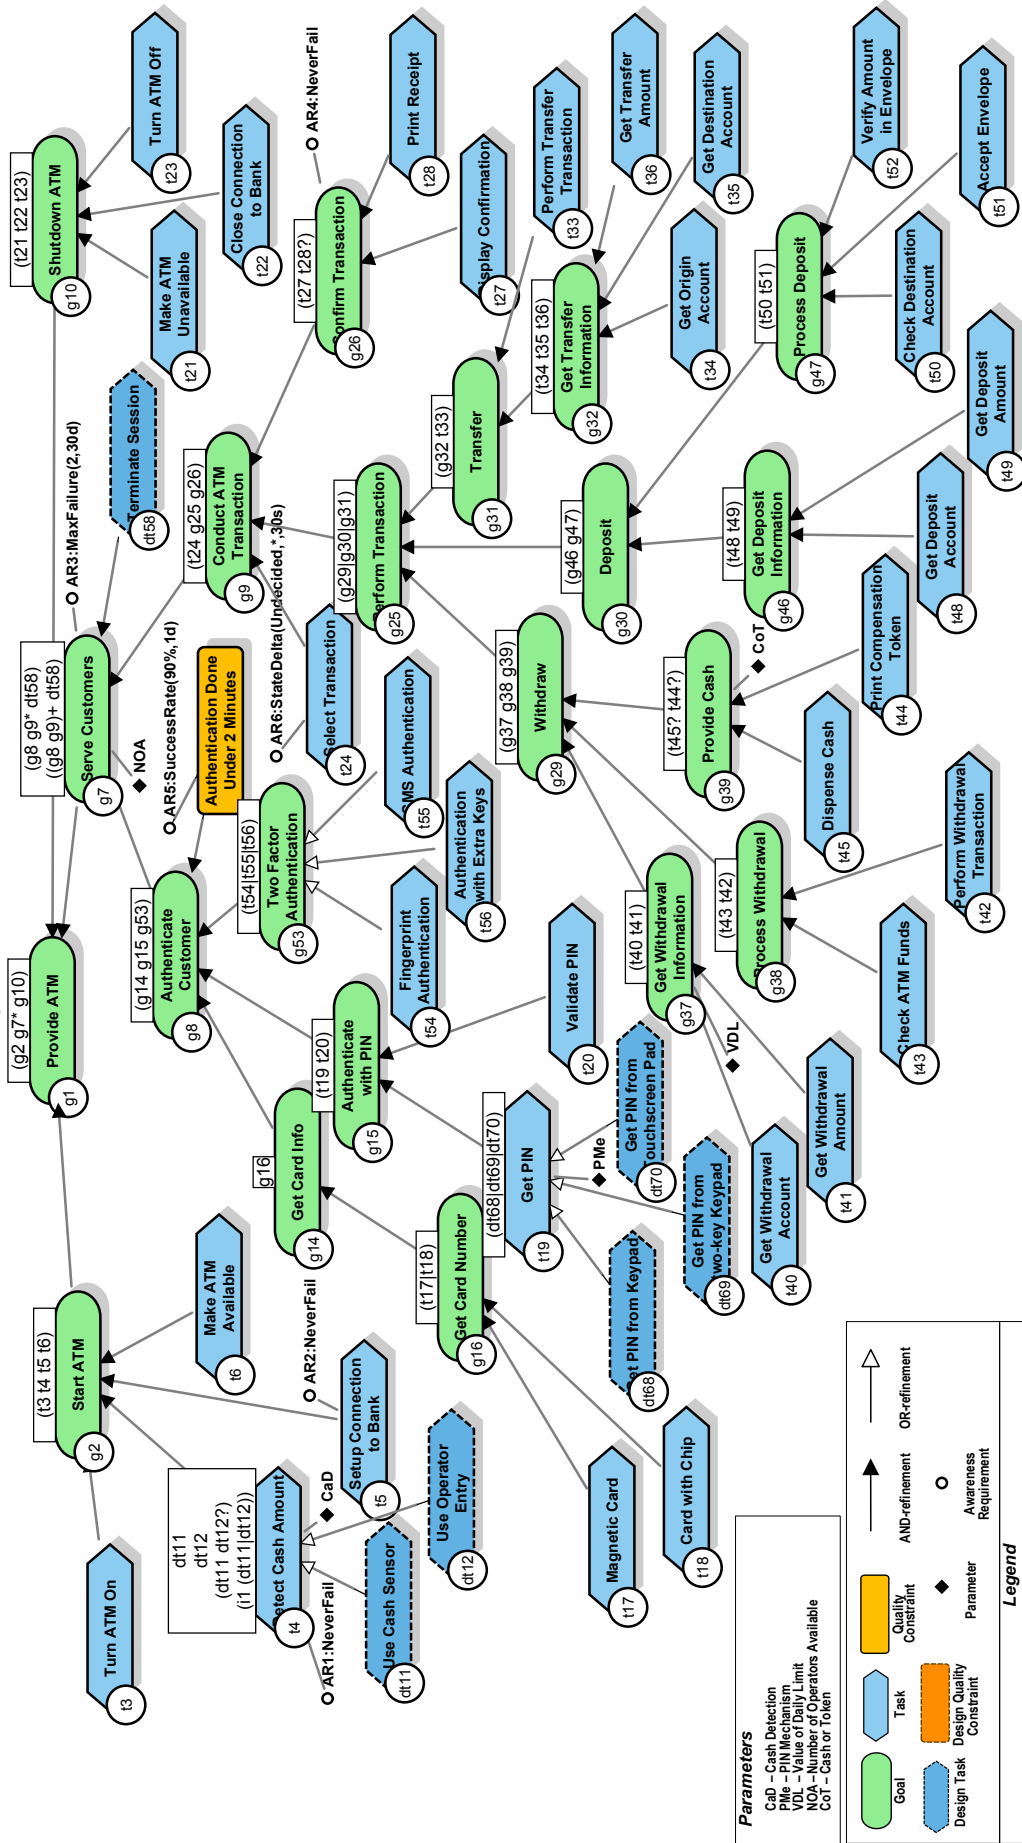 (g2 g7* g10)
Provide ATM
g1
(t3 t4 t5 t6)
Start ATM
g2
Turn ATM On
t3
dt11
dt12
(dt11 dt12?)
(i1 (dt11|dt12))
Detect Cash Amount
t4
CaD
AR1:NeverFail
Use Cash Sensor
dt11
Use Operator
Entry
dt12
AR2:NeverFail
Setup Connection
to Bank
t5
Make ATM
Available
t6
(g8 g9* dt58)
((g8 g9)+ dt58)
Serve Customers
g7
NOA
AR3:MaxFailure(2,30d)
Terminate Session
dt58
(t21 t22 t23)
Shutdown ATM
g10
Make ATM
Unavailable
t21
Close Connection
to Bank
t22
Turn ATM Off
t23
(g14 g15 g53)
Authenticate
Customer
g8
AR5:SuccessRate(90%,1d)
Authentication Done
Under 2 Minutes
g16
Get Card Info
g14
(t17|t18)
Get Card Number
g16
Magnetic Card
t17
Card with Chip
t18
(t19 t20)
Authenticate
with PIN
g15
(dt68|dt69|dt70)
Get PIN
t19
PMe
Get PIN from Keypad
dt68
Get PIN from
two-key Keypad
dt69
Get PIN from
Touchscreen Pad
dt70
Validate PIN
t20
(t54|t55|t56)
Two Factor
Authentication
g53
Fingerprint
Authentication
t54
SMS Authentication
t55
Authentication
with Extra Keys
t56
(t24 g25 g26)
Conduct ATM
Transaction
g9
AR6:StateDelta(Undecided,*,30s)
Select Transaction
t24
(g29|g30|g31)
Perform Transaction
g25
(t27 t28?)
Confirm Transaction
g26
AR4:NeverFail
Display Confirmation
t27
Print Receipt
t28
(g37 g38 g39)
Withdraw
g29
(t40 t41)
Get Withdrawal
Information
g37
VDL
Get Withdrawal
Account
t40
Get Withdrawal
Amount
t41
(t43 t42)
Process Withdrawal
g38
Check ATM Funds
t43
Perform Withdrawal
Transaction
t42
(t45? t44?)
Provide Cash
g39
CoT
Dispense Cash
t45
Print Compensation
Token
t44
(g46 g47)
Deposit
g30
(t48 t49)
Get Deposit
Information
g46
Get Deposit
Account
t48
Get Deposit
Amount
t49
(t50 t51)
Process Deposit
g47
Check Destination
Account
t50
Accept Envelope
t51
Verify Amount
in Envelope
t52
(g32 t33)
Transfer
g31
(t34 t35 t36)
Get Transfer
Information
g32
Perform Transfer
Transaction
t33
Get Origin
Account
t34
Get Destination
Account
t35
Get Transfer
Amount
t36
Parameters
CaD – Cash Detection
PMe – PIN Mechanism
VDL – Value of Daily Limit
NOA – Number of Operators Available
CoT – Cash or Token
Goal
Task
Quality
Constraint
AND-refinement
OR-refinement
Design Task
Design Quality
Constraint
Parameter
Awareness
Requirement
Legend